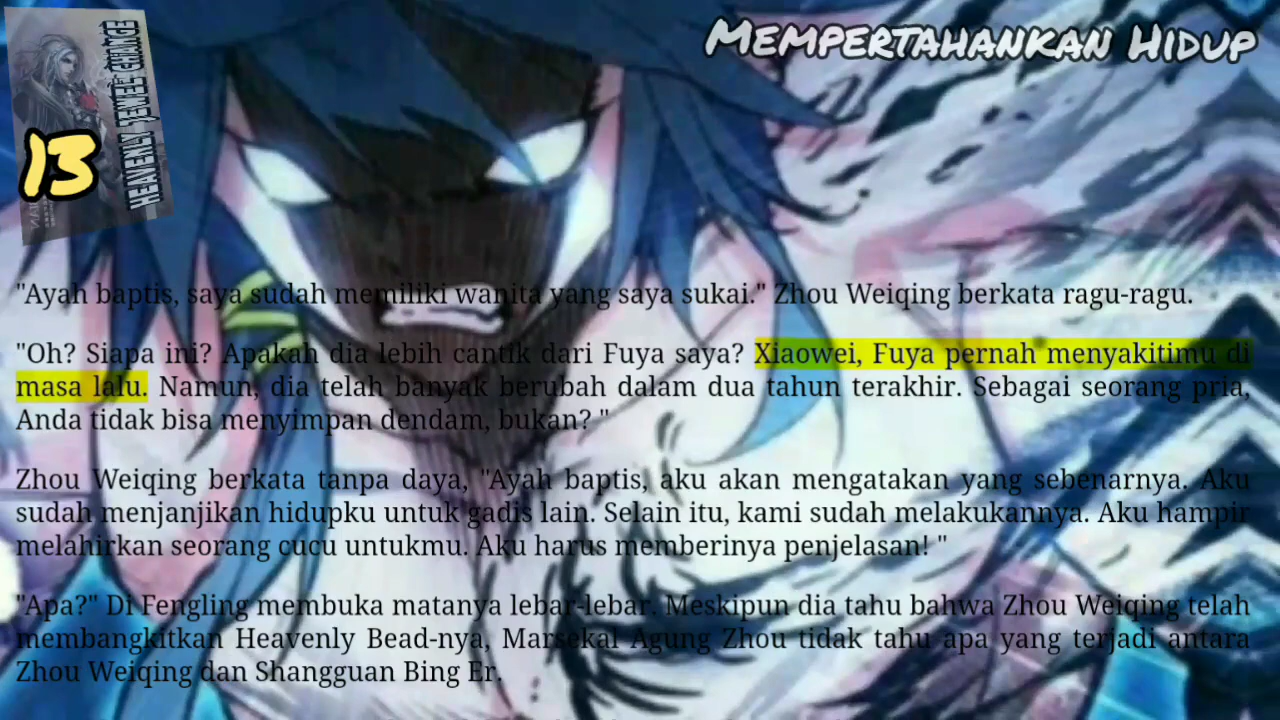 Mempertahankan Hidup
HEAVENLY JEWEL CHANGE
13
"Ayah baptis, saya sudah memiliki wanita yang saya sukai." Zhou Weiqing berkata ragu-ragu.
"Oh? Siapa ini? Apakah dia lebih cantik dari Fuya saya? Xiaowei, Fuya pernah menyakitimu di
masa lalu. Namun, dia telah banyak berubah dalam dua tahun terakhir. Sebagai seorang pria,
Anda tidak bisa menyimpan dendam, bukan? "
Zhou Weiqing berkata tanpa daya, "Ayah baptis, aku akan mengatakan yang sebenarnya. Aku
sudah menjanjikan hidupku untuk gadis lain. Selain itu, kami sudah melakukannya. Aku hampir
melahirkan seorang cucu untukmu. Aku harus memberinya penjelasan! "
"Apa?" Di Fengling membuka matanya lebar-lebar. Meskipun dia tahu bahwa Zhou Weiqing telah
membangkitkan Heavenly Bead-nya, Marsekal Agung Zhou tidak tahu apa yang terjadi antara
Zhou Weiqing dan Shangguan Bing Er.